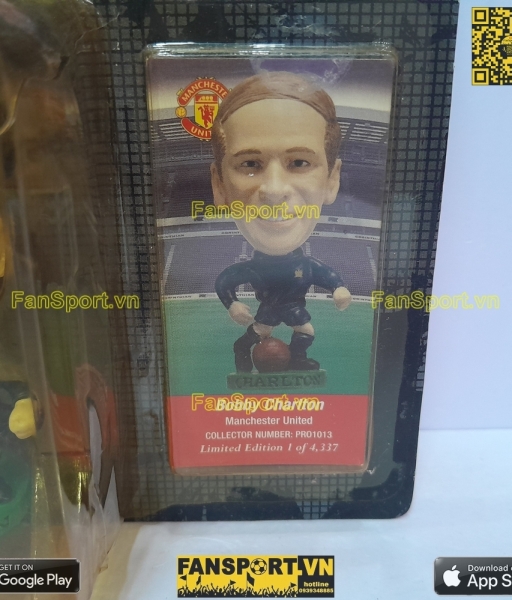 MANCHESTER
UNITED
FanSport.vn
FanSport.vn
FanSport.vn
CHARLTON
FanSport.vn
Bobby Charlton
Manchester United
COLLECTOR NUMBER: PRO1013
Limited Edition 1 of 4,337
GET IT ON
Google Play
FANSPORT.VN
hotline
0939348885
Download on
App S